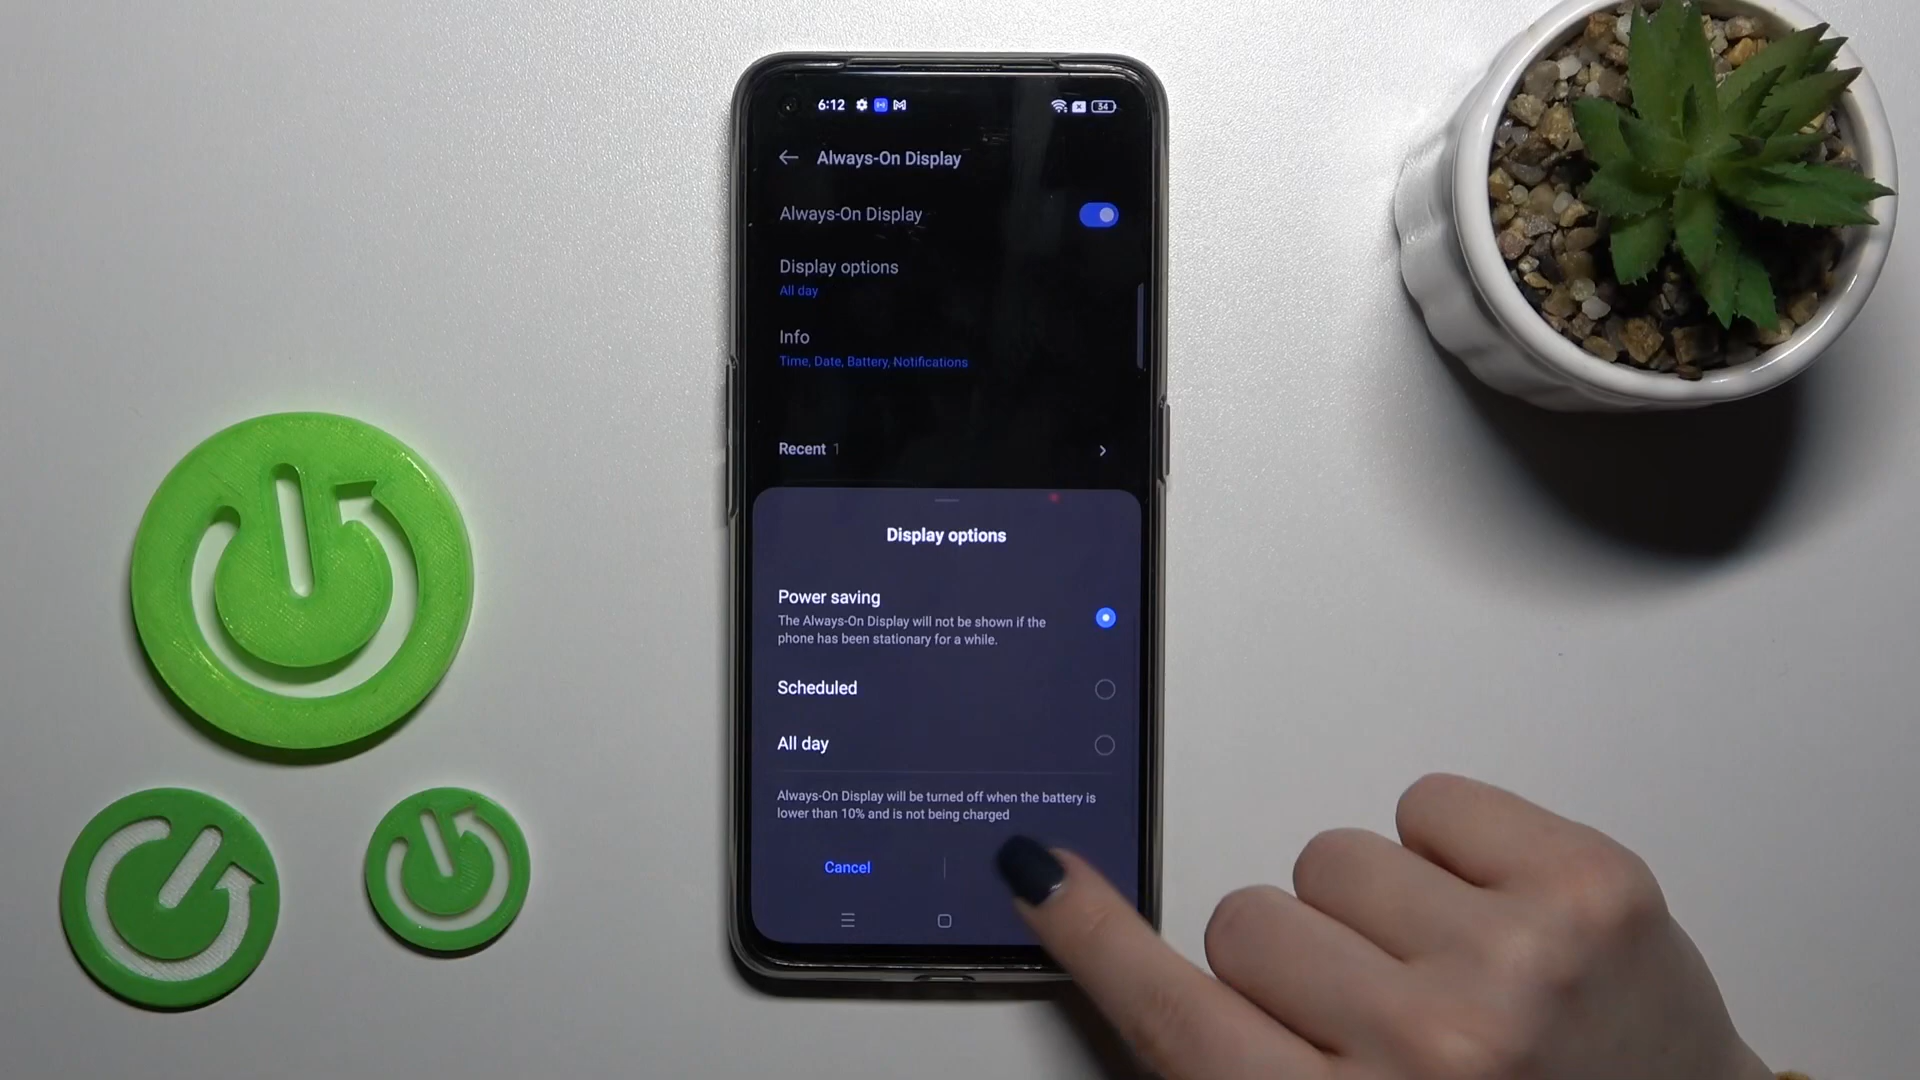 6:12 34
Always-On Display
Always-On Display
Display options
All day
Info
Time, Date, Battery, Notifications
Recent 1
Display options
Power saving
The Always-On Display will not be shown if the
phone has been stationary for a while.
Scheduled
All day
Always-On Display will be turned off when the battery is
lower than 10% and is not being charged
Cancel